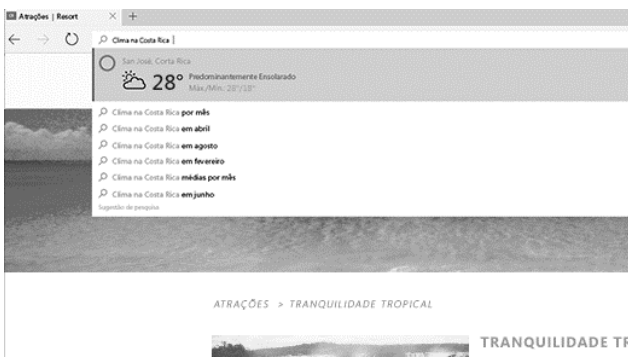 Atrações | Resort
Clima na Costa Rica
San José, Corta Rica
28° Predominantemente Ensolarado
Máx./Mín.: 28°/18°
Clima na Costa Rica por mês
Clima na Costa Rica em abril
Clima na Costa Rica em agosto
Clima na Costa Rica em fevereiro
Clima na Costa Rica médias por mês
Clima na Costa Rica em junho
Sugestão de pesquisa
ATRAÇÕES > TRANQUILIDADE TROPICAL
TRANQUILIDADE TR